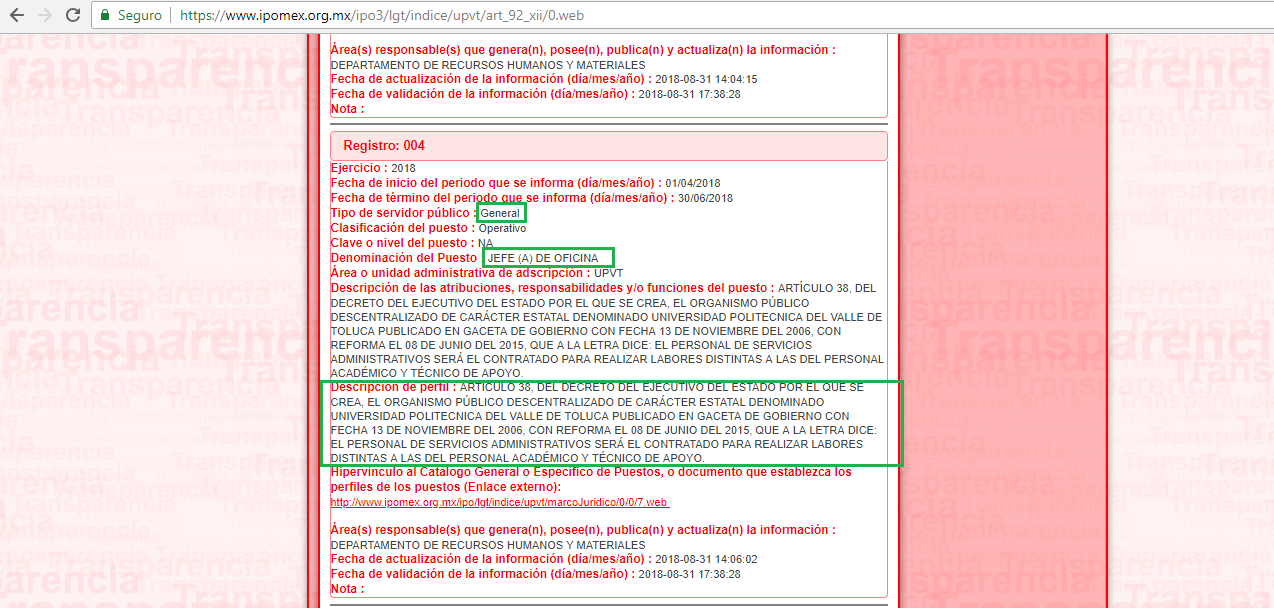 Seguro
https://www.ipomex.org.mx/ipo3/lgt/indice/upvt/art_92_xii/0.web
Área(s) responsable(s) que genera(n), posee(n), publica(n) y actualiza(n) la información :
DEPARTAMENTO DE RECURSOS HUMANOS Y MATERIALES
Fecha de actualización de la información (día/mes/año) : 2018-08-31 14:04:15
Fecha de validación de la información (día/mes/año) : 2018-08-31 17:38:28
Nota :
Registro: 004
Ejercicio : 2018
Fecha de inicio del periodo que se informa (día/mes/año) : 01/04/2018
Fecha de término del periodo que se informa (día/mes/año) : 30/06/2018
Tipo de servidor público : General
Clasificación del puesto : Operativo
Clave o nivel del puesto : NA
Denominación del Puesto : JEFE (A) DE OFICINA
Área o unidad administrativa de adscripción : UPVT
Descripción de las atribuciones, responsabilidades y/o funciones del puesto : ARTÍCULO 38, DEL
DECRETO DEL EJECUTIVO DEL ESTADO POR EL QUE SE CREA, EL ORGANISMO PÚBLICO
DESCENTRALIZADO DE CARÁCTER ESTATAL DENOMINADO UNIVERSIDAD POLITECNICA DEL VALLE DE
TOLUCA PUBLICADO EN GACETA DE GOBIERNO CON FECHA 13 DE NOVIEMBRE DEL 2006, CON
REFORMA EL 08 DE JUNIO DEL 2015, QUE A LA LETRA DICE: EL PERSONAL DE SERVICIOS
ADMINISTRATIVOS SERÁ EL CONTRATADO PARA REALIZAR LABORES DISTINTAS A LAS DEL PERSONAL
ACADÉMICO Y TÉCNICO DE APOYO.
Descripción de perfil : ARTÍCULO 38, DEL DECRETO DEL EJECUTIVO DEL ESTADO POR EL QUE SE
CREA, EL ORGANISMO PÚBLICO DESCENTRALIZADO DE CARÁCTER ESTATAL DENOMINADO
UNIVERSIDAD POLITECNICA DEL VALLE DE TOLUCA PUBLICADO EN GACETA DE GOBIERNO CON
FECHA 13 DE NOVIEMBRE DEL 2006, CON REFORMA EL 08 DE JUNIO DEL 2015, QUE A LA LETRA DICE:
EL PERSONAL DE SERVICIOS ADMINISTRATIVOS SERÁ EL CONTRATADO PARA REALIZAR LABORES
DISTINTAS A LAS DEL PERSONAL ACADÉMICO Y TÉCNICO DE APOYO.
Hipervínculo al Catálogo General o Específico de Puestos, o documento que establezca los
perfiles de los puestos (Enlace externo):
http://www.ipomex.org.mx/ipo/lgt/indice/upvt/marcoJuridico/0/0/7.web
Área(s) responsable(s) que genera(n), posee(n), publica(n) y actualiza(n) la información :
DEPARTAMENTO DE RECURSOS HUMANOS Y MATERIALES
Fecha de actualización de la información (día/mes/año) : 2018-08-31 14:06:02
Fecha de validación de la información (día/mes/año) : 2018-08-31 17:38:28
Nota :